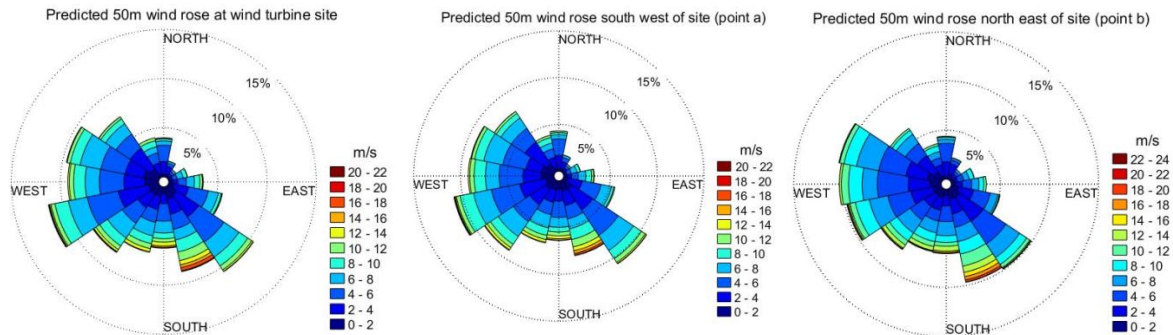 Predicted 50m wind rose at wind turbine site
NORTH
15%
10%
5%
WEST
EAST
SOUTH
m/s
20 - 22
18 - 20
16 - 18
14 - 16
12 - 14
10 - 12
8 - 10
6 - 8
4 - 6
2 - 4
0 - 2
Predicted 50m wind rose south west of site (point a)
NORTH
15%
10%
5%
WEST
EAST
SOUTH
m/s
20 - 22
18 - 20
16 - 18
14 - 16
12 - 14
10 - 12
8 - 10
6 - 8
4 - 6
2 - 4
0 - 2
Predicted 50m wind rose north east of site (point b)
NORTH
15%
10%
5%
WEST
EAST
SOUTH
m/s
22 - 24
20 - 22
18 - 20
16 - 18
14 - 16
12 - 14
10 - 12
8 - 10
6 - 8
4 - 6
2 - 4
0 - 2